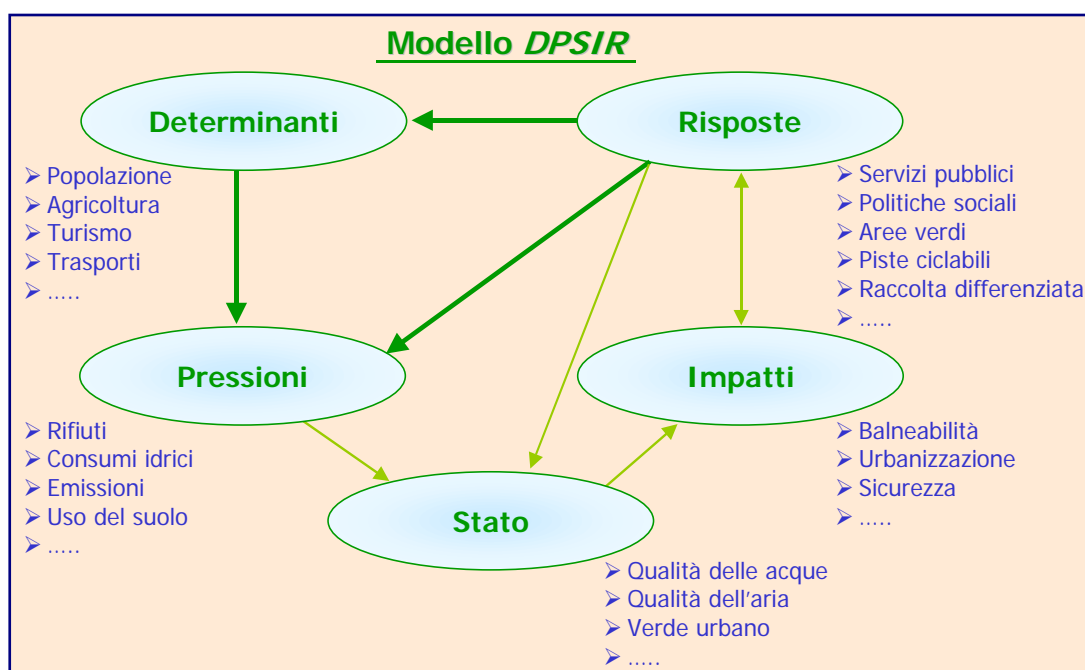 Modello DPSIR
Determinanti
➢ Popolazione
➢ Agricoltura
➢ Turismo
➢ Trasporti
➢ …..
Risposte
➢ Servizi pubblici
➢ Politiche sociali
➢ Aree verdi
➢ Piste ciclabili
➢ Raccolta differenziata
➢ …..
Pressioni
➢ Rifiuti
➢ Consumi idrici
➢ Emissioni
➢ Uso del suolo
➢ …..
Impatti
➢ Balneabilità
➢ Urbanizzazione
➢ Sicurezza
➢ …..
Stato
➢ Qualità delle acque
➢ Qualità dell'aria
➢ Verde urbano
➢ …..